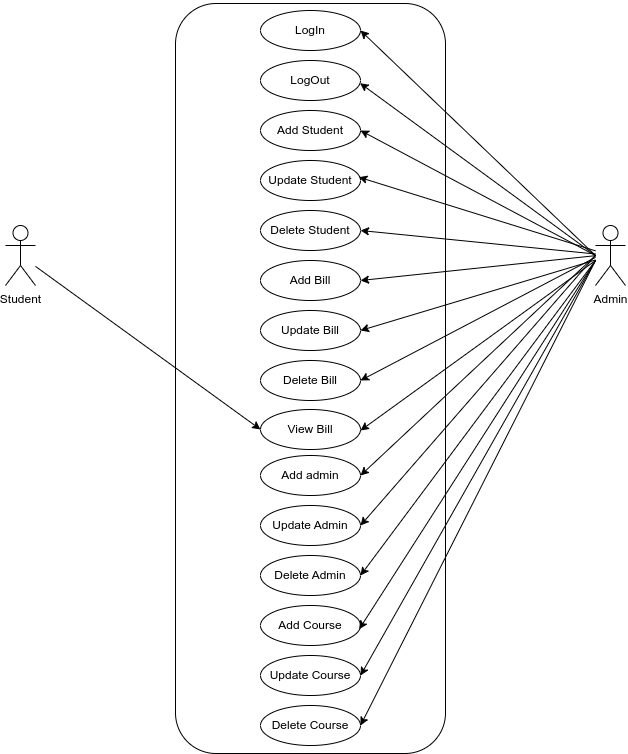 LogIn
LogOut
Add Student
Update Student
Delete Student
Add Bill
Student
Admin
Update Bill
Delete Bill
View Bill
Add admin
Update Admin
Delete Admin
Add Course
Update Course
Delete Course